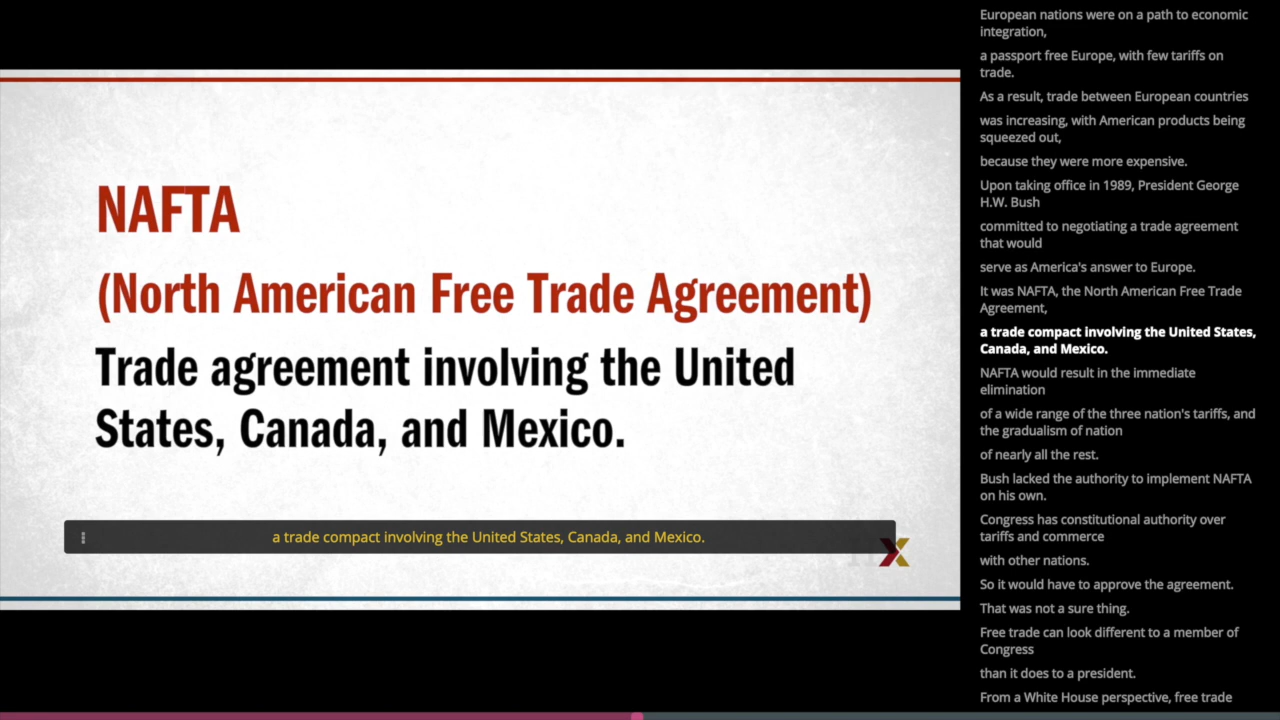 NAFTA
(North American Free Trade Agreement)
Trade agreement involving the United
States, Canada, and Mexico.
a trade compact involving the United States, Canada, and Mexico.
X
European nations were on a path to economic
integration,
a passport free Europe, with few tariffs on
trade.
As a result, trade between European countries
was increasing, with American products being
squeezed out,
because they were more expensive.
Upon taking office in 1989, President George
H.W. Bush
committed to negotiating a trade agreement
that would
serve as America's answer to Europe.
It was NAFTA, the North American Free Trade
Agreement,
a trade compact involving the United States,
Canada, and Mexico.
NAFTA would result in the immediate
elimination
of a wide range of the three nation's tariffs, and
the gradualism of nation
of nearly all the rest.
Bush lacked the authority to implement NAFTA
on his own.
Congress has constitutional authority over
tariffs and commerce
with other nations.
So it would have to approve the agreement.
That was not a sure thing.
Free trade can look different to a member of
Congress
than it does to a president.
From a White House perspective, free trade